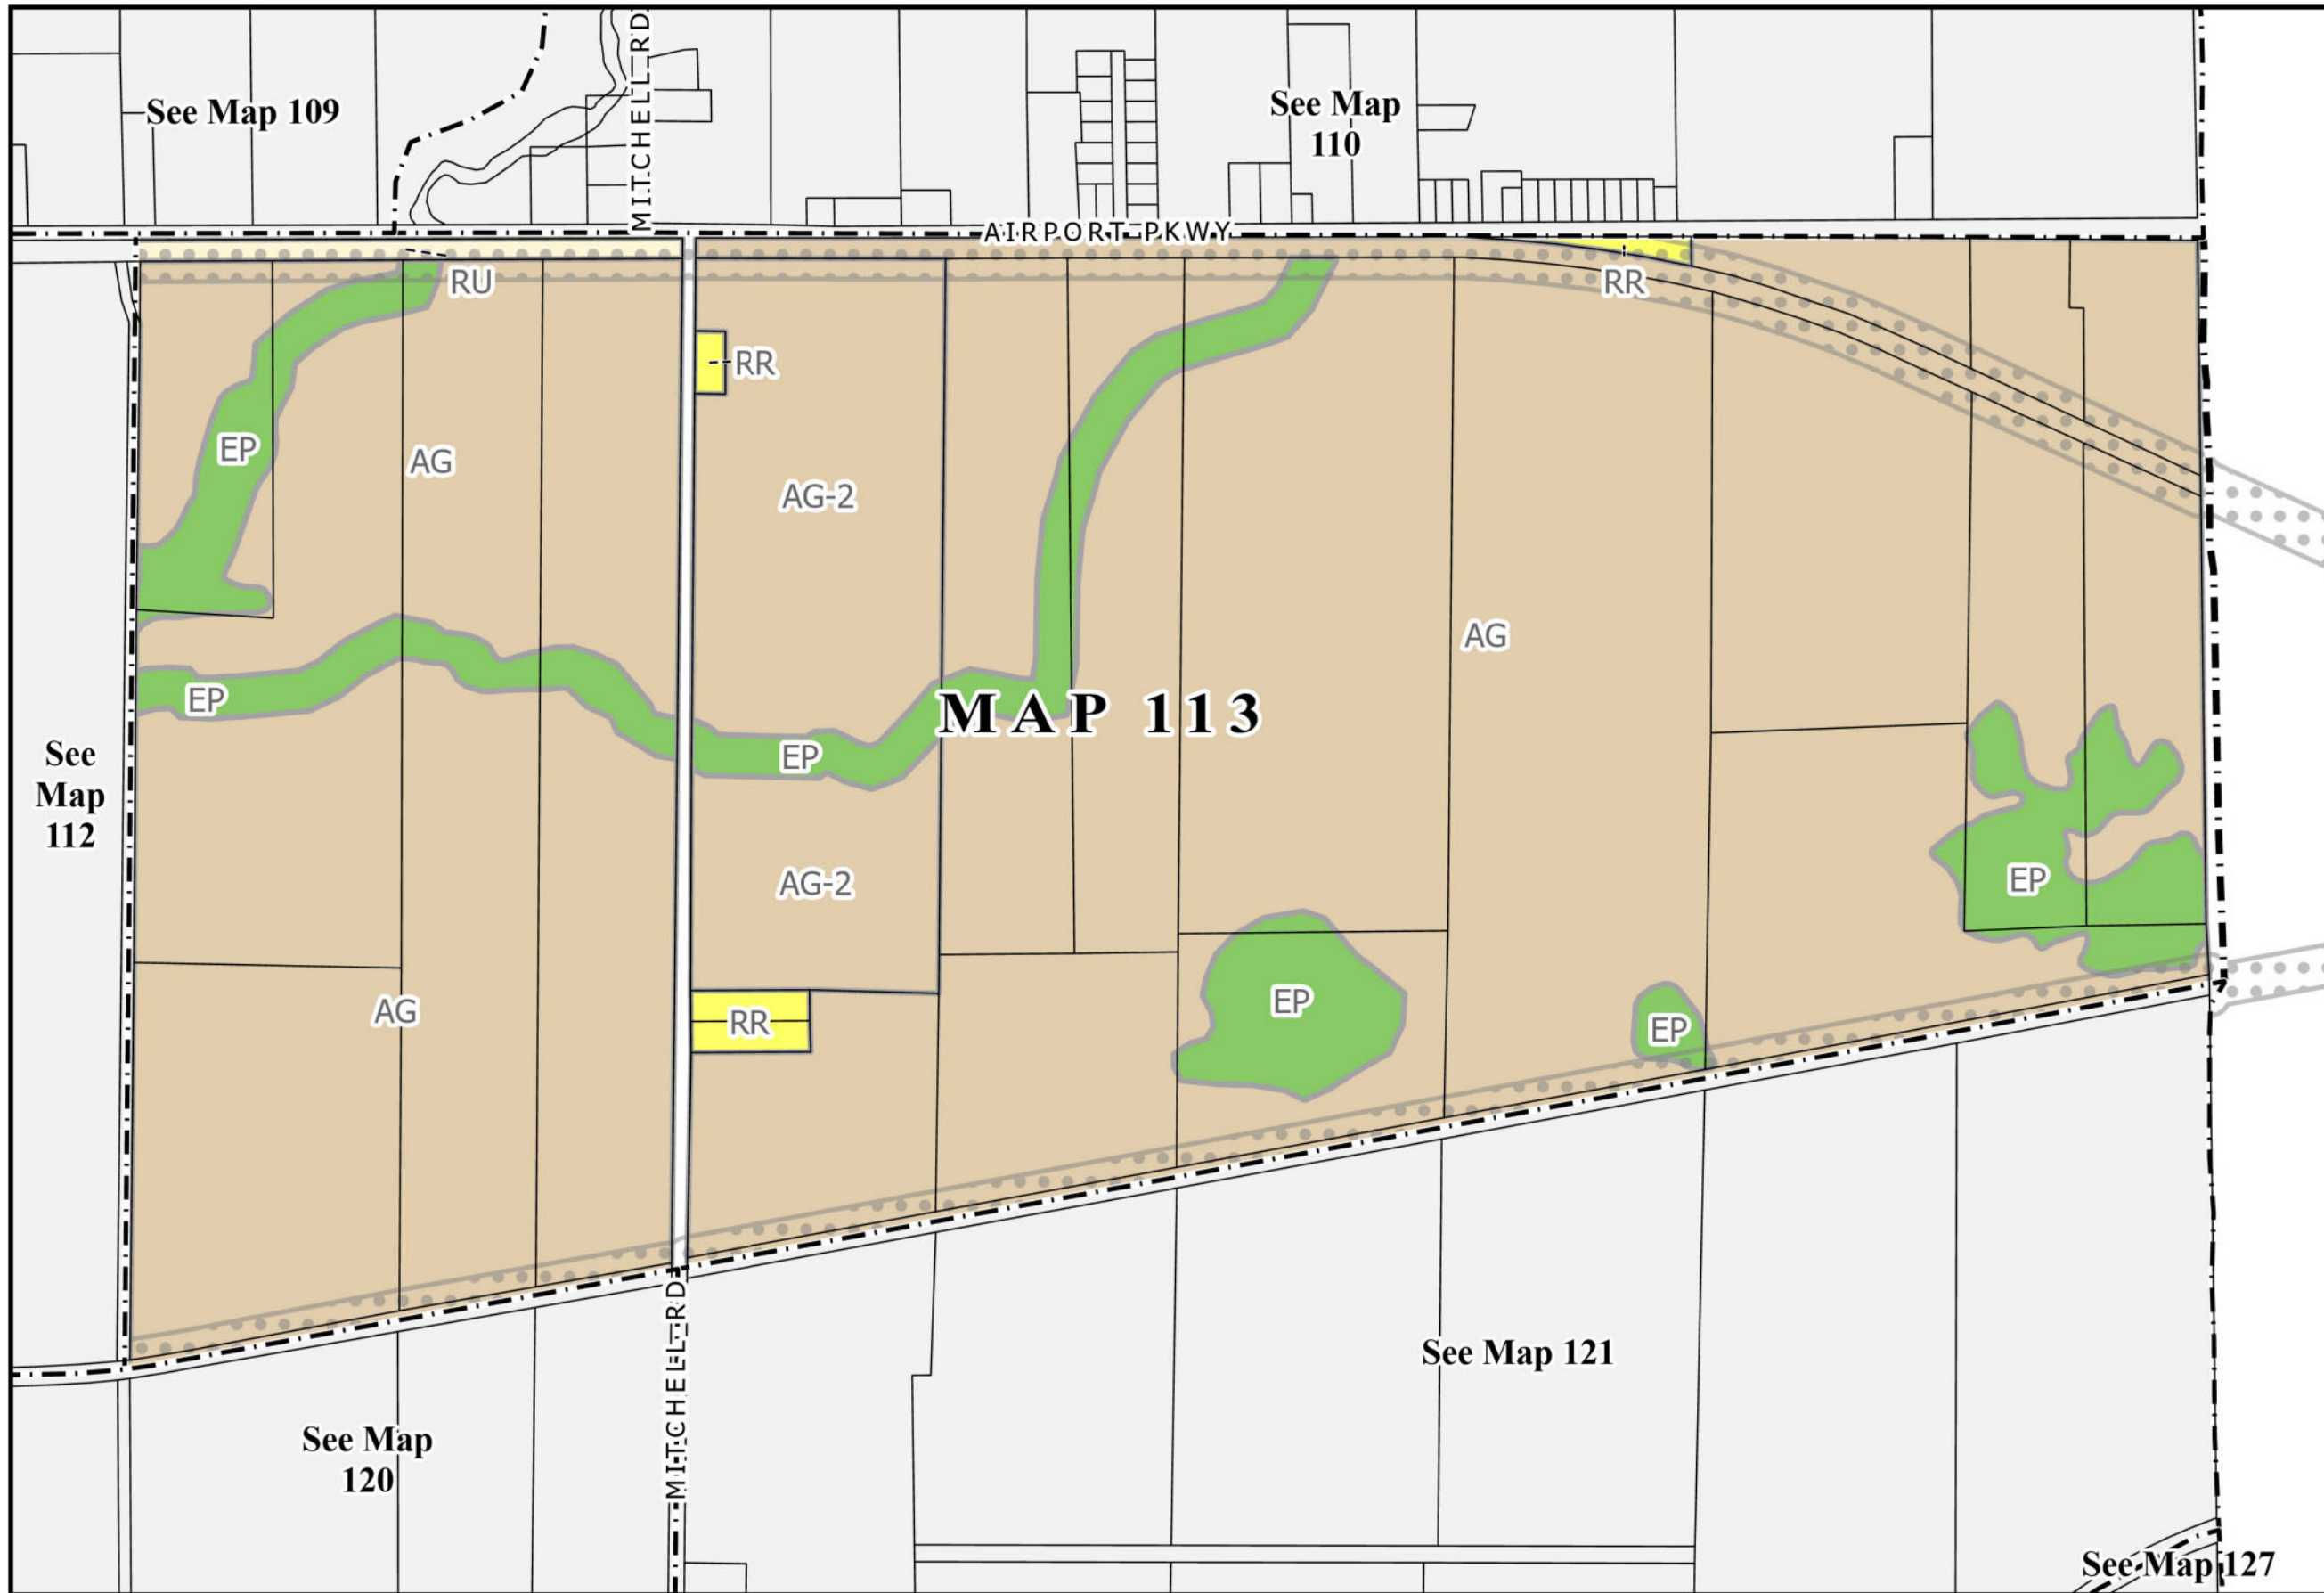 MITCHELL RD
See Map 109
See Map
110
AIRPORT PKWY
RU
RR
RR
EP
AG
AG-2
AG
EP
MAP 113
EP
See
Map
112
AG-2
EP
AG
RR
EP
EP
MITCHELL RD
See Map 121
See Map
120
See Map 127